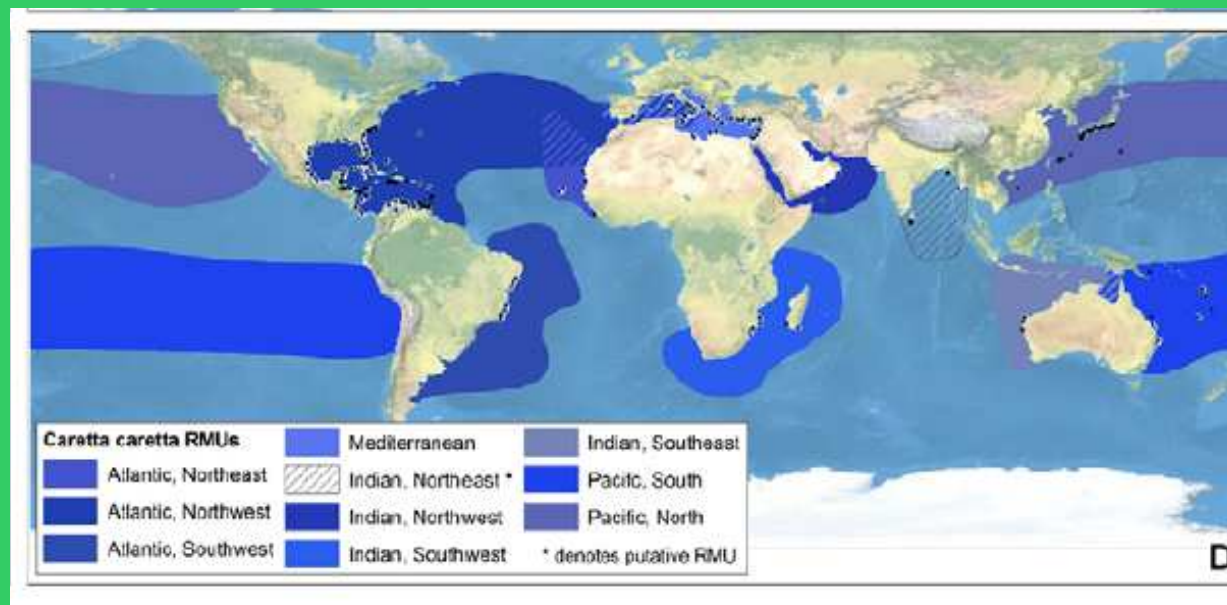 Caretta caretta RMUs
Atlantic, Northeast
Atlantic, Northwest
Atlantic, Southwest
Mediterranean
Indian, Northeast *
Indian, Northwest
Indian, Southwest
Indian, Southeast
Pacifc, South
Pacific, North
* denotes putative RMU
D